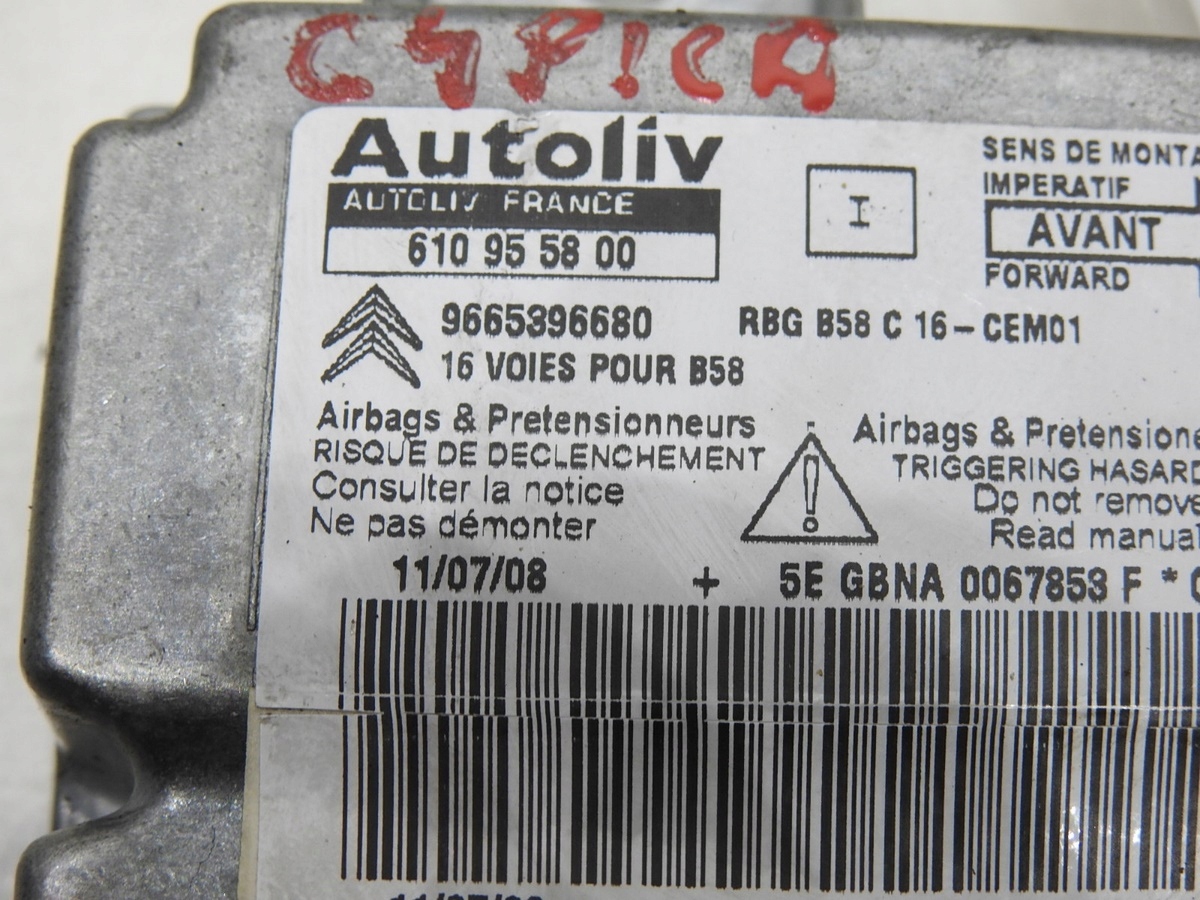 C4 PICA
Autoliv
AUTOLIV FRANCE
610 95 58 00
I
SENS DE MONTA
IMPERATIF
AVANT
FORWARD
9665396680
RBG B58 C 16-CEM01
16 VOIES POUR B58
Airbags & Pretensionneurs
RISQUE DE DECLENCHEMENT
Consulter la notice
Ne pas démonter
Airbags & Pretensione
TRIGGERING HASARD
Do not remove
Read manual
11/07/08 + 5E GBNA 0067853 F *